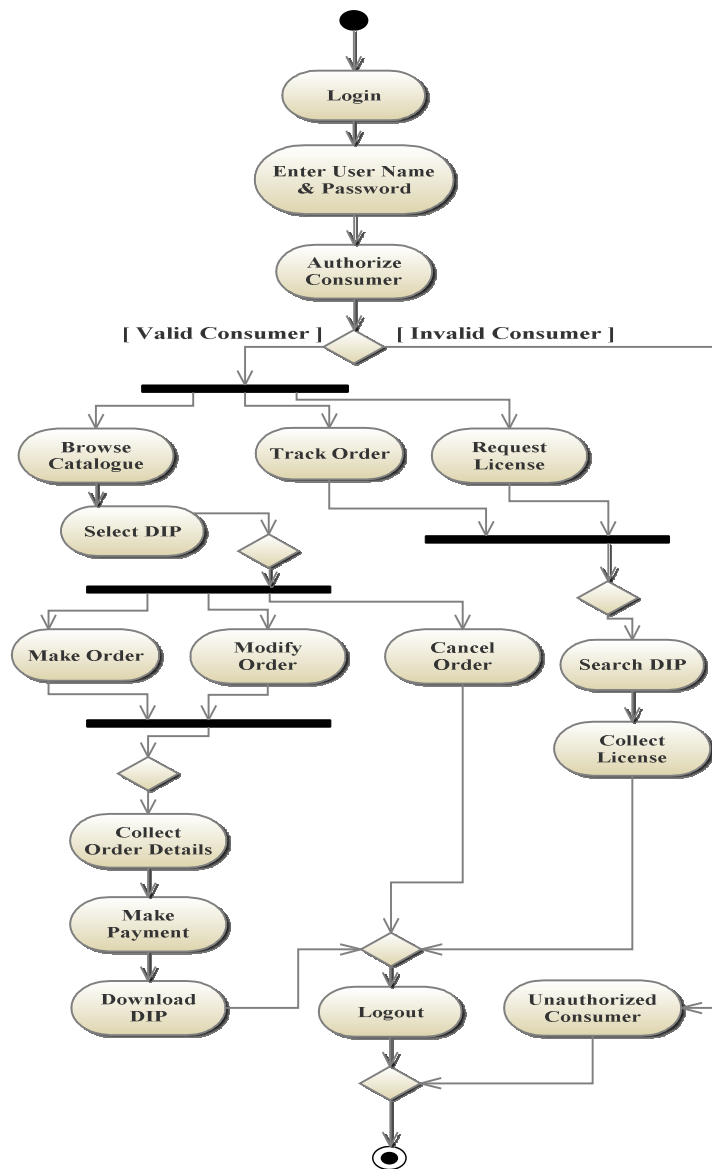 Login
Enter User Name
& Password
Authorize
Consumer
[ Valid Consumer ]
[ Invalid Consumer ]
Browse
Catalogue
Track Order
Request
License
Select DIP
Make Order
Modify
Order
Cancel
Order
Search DIP
Collect
License
Collect
Order Details
Make
Payment
Download
DIP
Logout
Unauthorized
Consumer